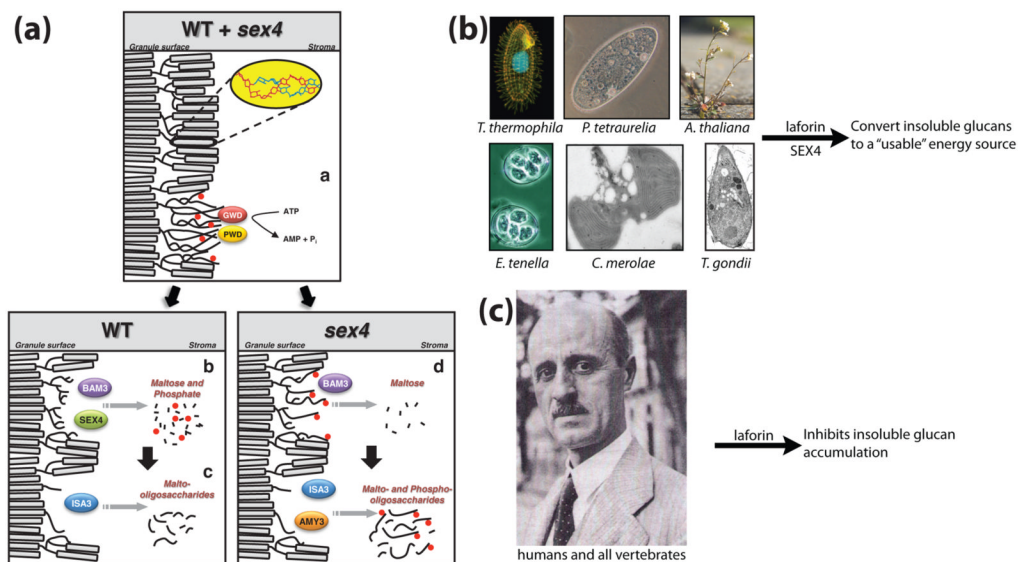 (a)
WT + sex4
Granule surface Stroma
a
GWD
PWD
ATP
AMP + Pi
WT
Granule surface Stroma
b
BAM3
SEX4
Maltose and
Phosphate
c
ISA3
Malto-
oligosaccharides
sex4
Granule surface Stroma
d
BAM3
Maltose
ISA3
AMY3
Malto- and Phospho-
oligosaccharides
(b)
T. thermophila P. tetraurelia A. thaliana
E. tenella C. merolae T. gondii
laforin
SEX4
Convert insoluble glucans
to a "usable" energy source
(c)
humans and all vertebrates
laforin
Inhibits insoluble glucan
accumulation